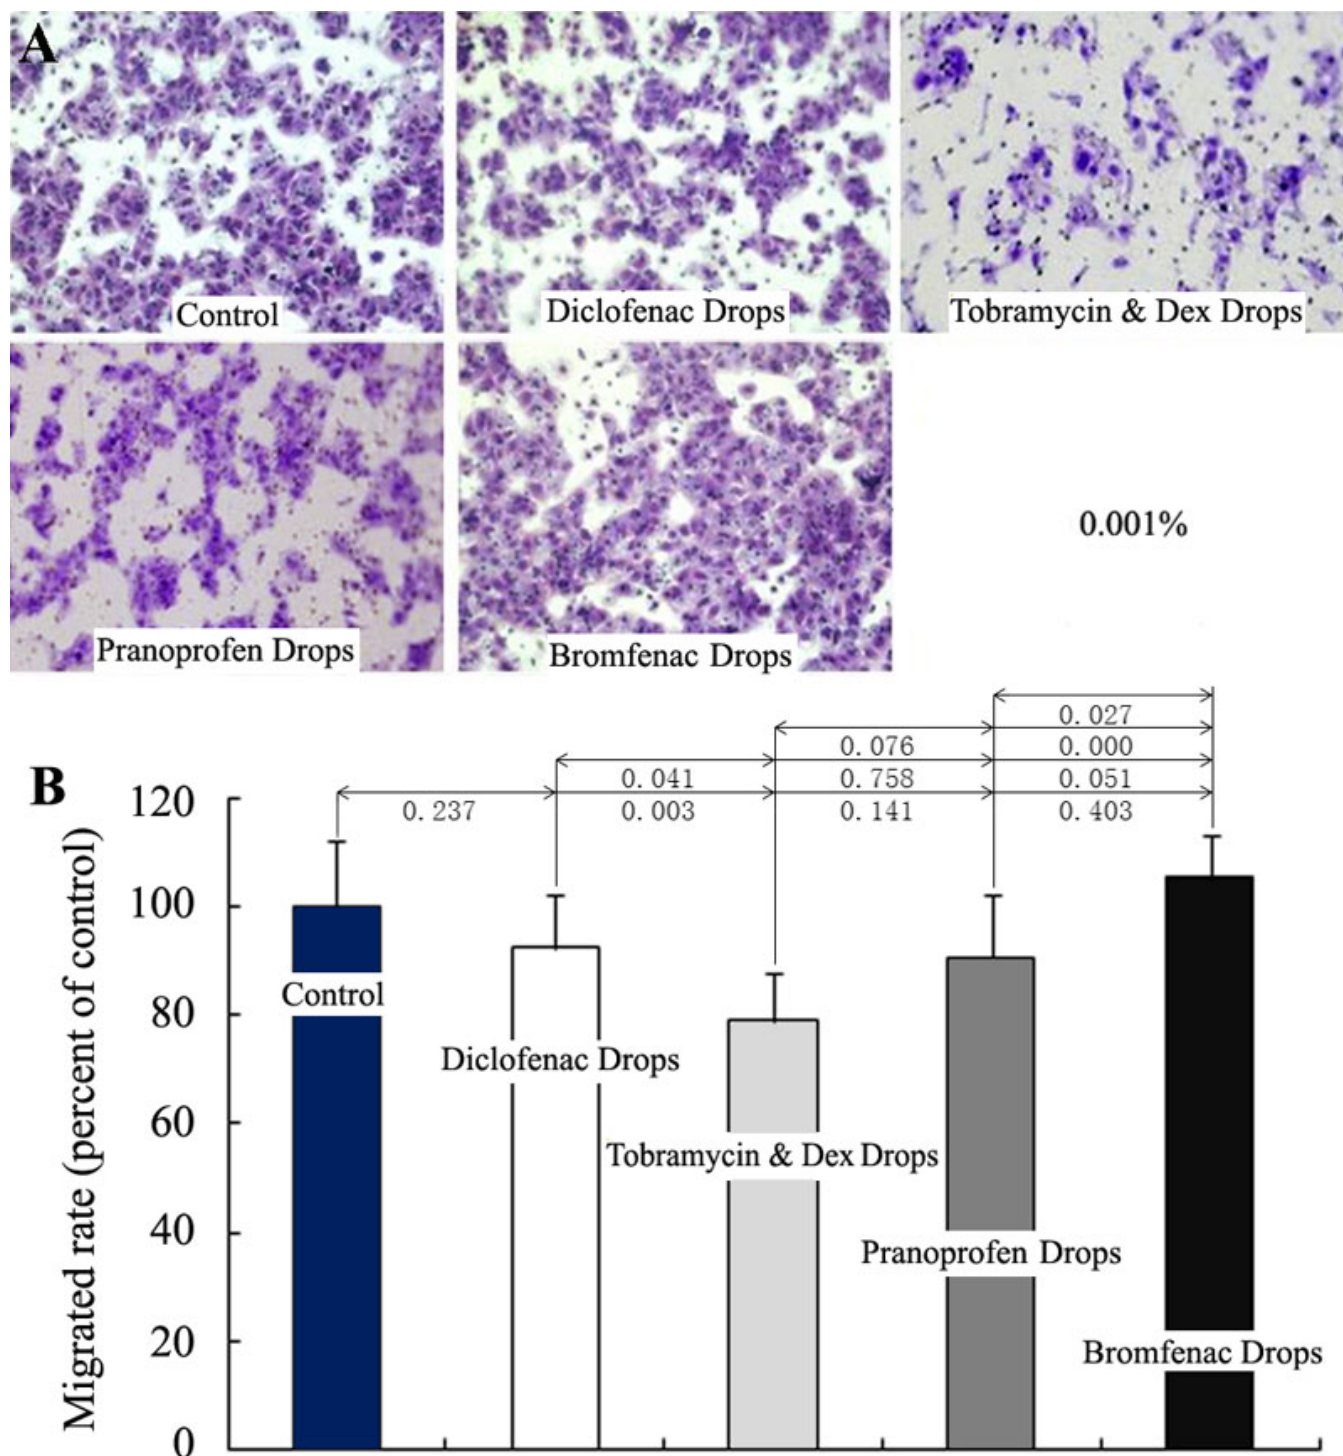 A
Control
Diclofenac Drops
Tobramycin & Dex Drops
Pranoprofen Drops
Bromfenac Drops
0.001%
B
Migrated rate (percent of control)
0.027
0.076 0.000
0.041 0.758 0.051
0.237 0.003 0.141 0.403
120
100
80
60
40
20
0
Control
Diclofenac Drops
Tobramycin & Dex Drops
Pranoprofen Drops
Bromfenac Drops